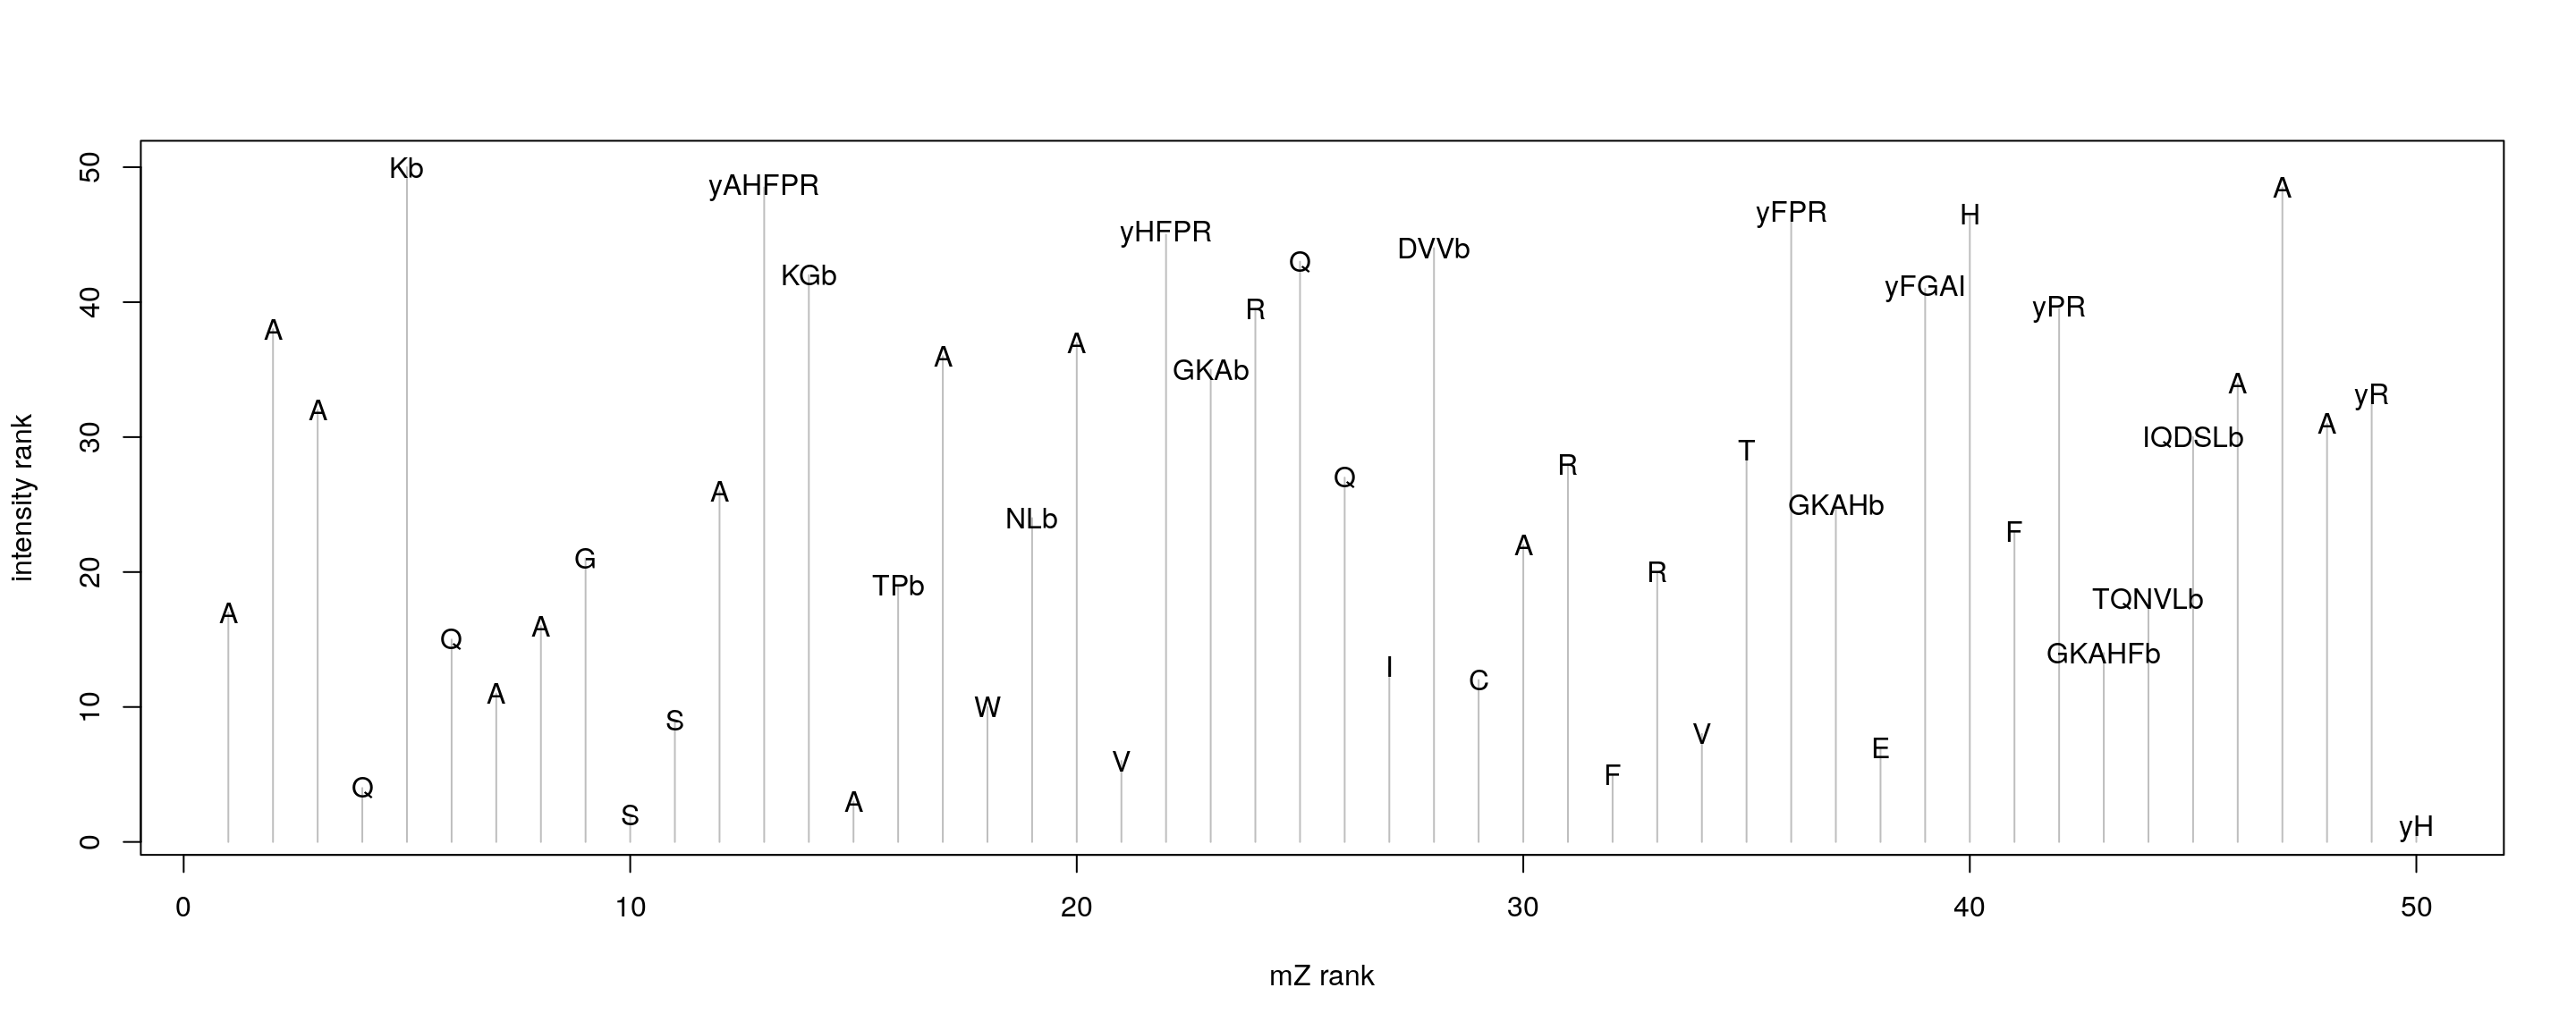 50
Kb
yAHFPR
A
yFPR
H
yHFPR
DVVb
Q
KGb
yFGAI
40
R
yPR
A
A
A
GKAb
A
yR
A
A
30
IQDSLb
T
R
Q
A
GKAHb
NLb
F
A
G
20
R
TPb
TQNVLb
A
A
Q
GKAHFb
I
C
A
10
W
S
V
E
V
F
Q
A
S
yH
0
intensity rank
0
10
20
30
40
50
mZ rank